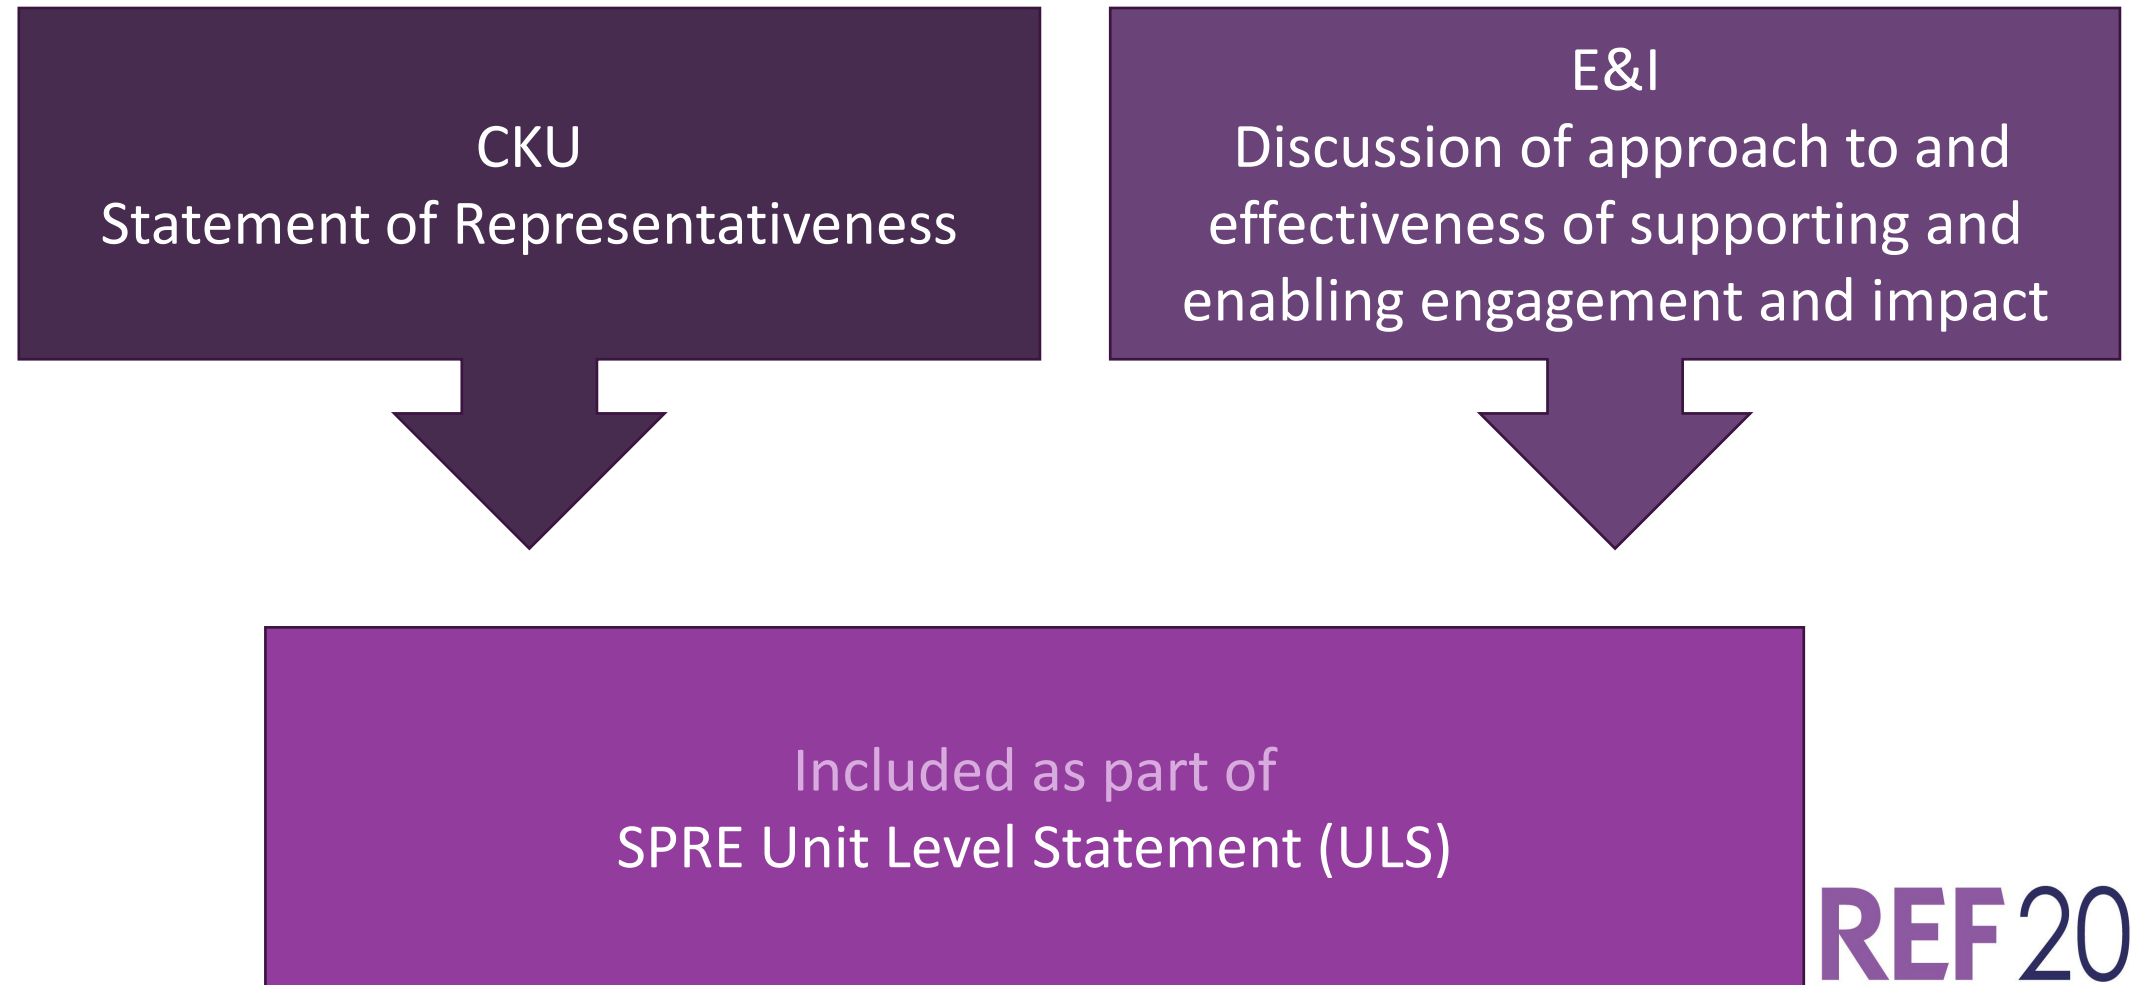 CKU
Statement of Representativeness
E&I
Discussion of approach to and
effectiveness of supporting and
enabling engagement and impact
Included as part of
SPRE Unit Level Statement (ULS)
REF20